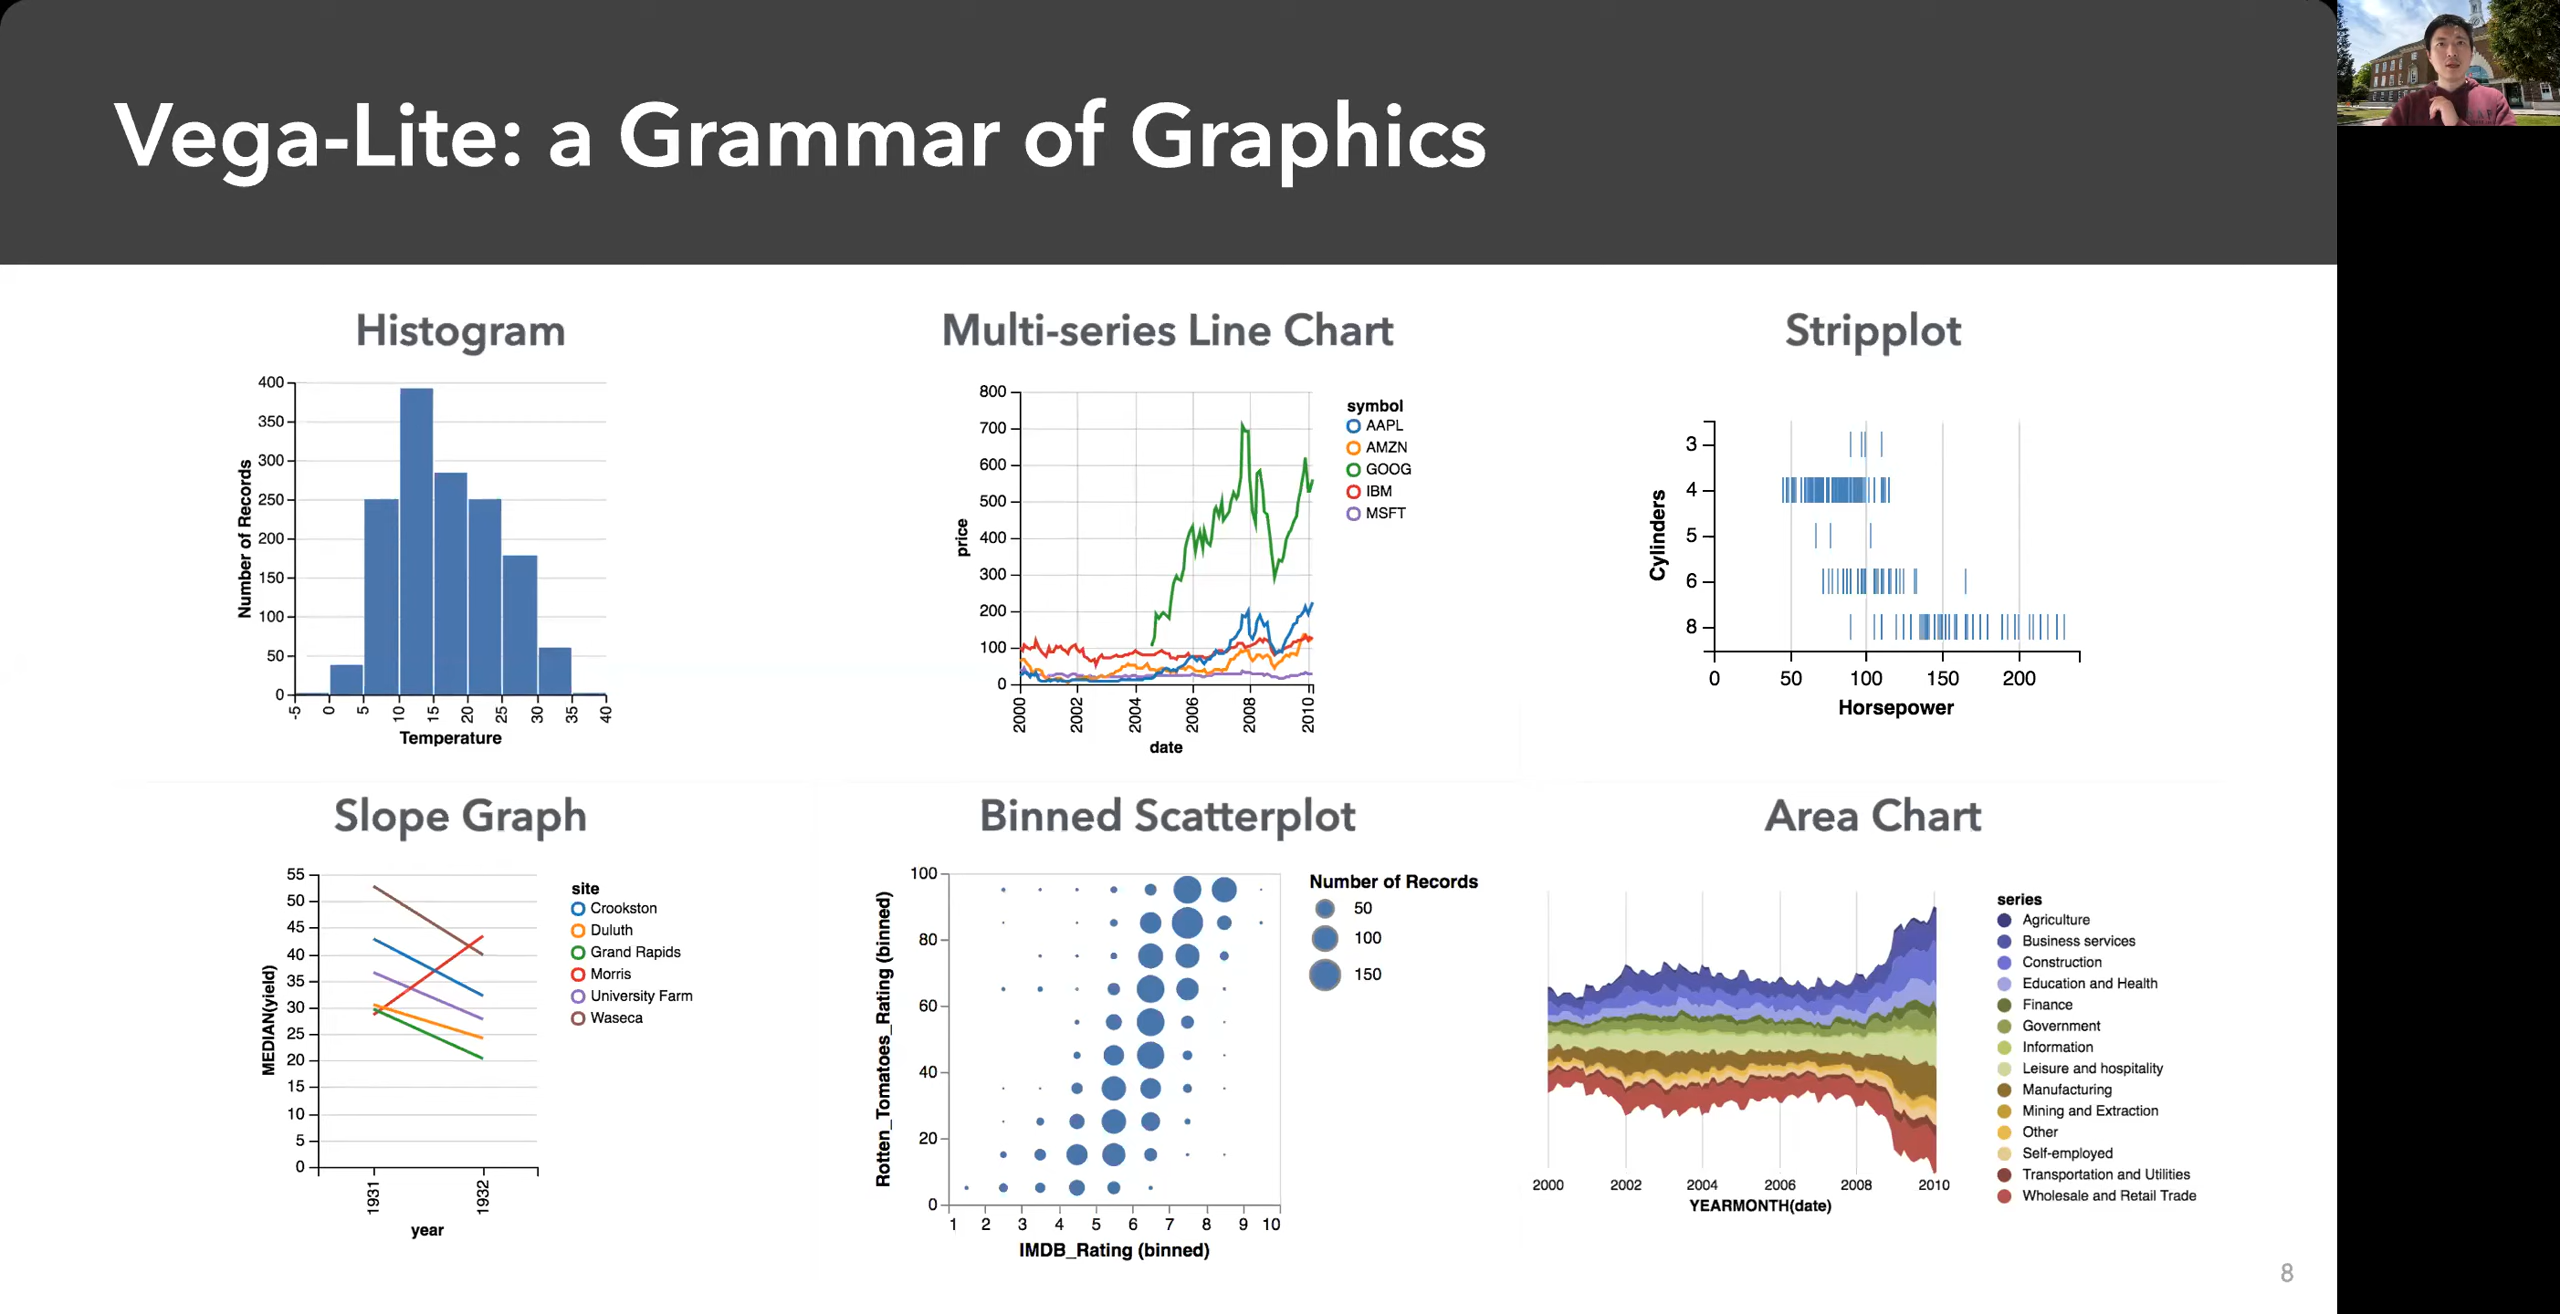 Vega-Lite: a Grammar of Graphics
Histogram
400
350
300
250
200
150
100
50
0
Number of Records
-5 0 5 10 15 20 25 30 35 40
Temperature
Multi-series Line Chart
800
700
600
500
400
300
200
100
0
price
2000 2002 2004 2006 2008 2010
date
symbol
AAPL
AMZN
GOOG
IBM
MSFT
Stripplot
3
4
5
6
8
Cylinders
0 50 100 150 200
Horsepower
Slope Graph
55
50
45
40
35
30
25
20
15
10
5
0
MEDIAN(yield)
1931 1932
year
site
Crookston
Duluth
Grand Rapids
Morris
University Farm
Waseca
Binned Scatterplot
100
80
60
40
20
0
Rotten_Tomatoes_Rating (binned)
1 2 3 4 5 6 7 8 9 10
IMDB_Rating (binned)
Number of Records
50
100
150
Area Chart
2000 2002 2004 2006 2008 2010
YEARMONTH(date)
series
Agriculture
Business services
Construction
Education and Health
Finance
Government
Information
Leisure and hospitality
Manufacturing
Mining and Extraction
Other
Self-employed
Transportation and Utilities
Wholesale and Retail Trade
8